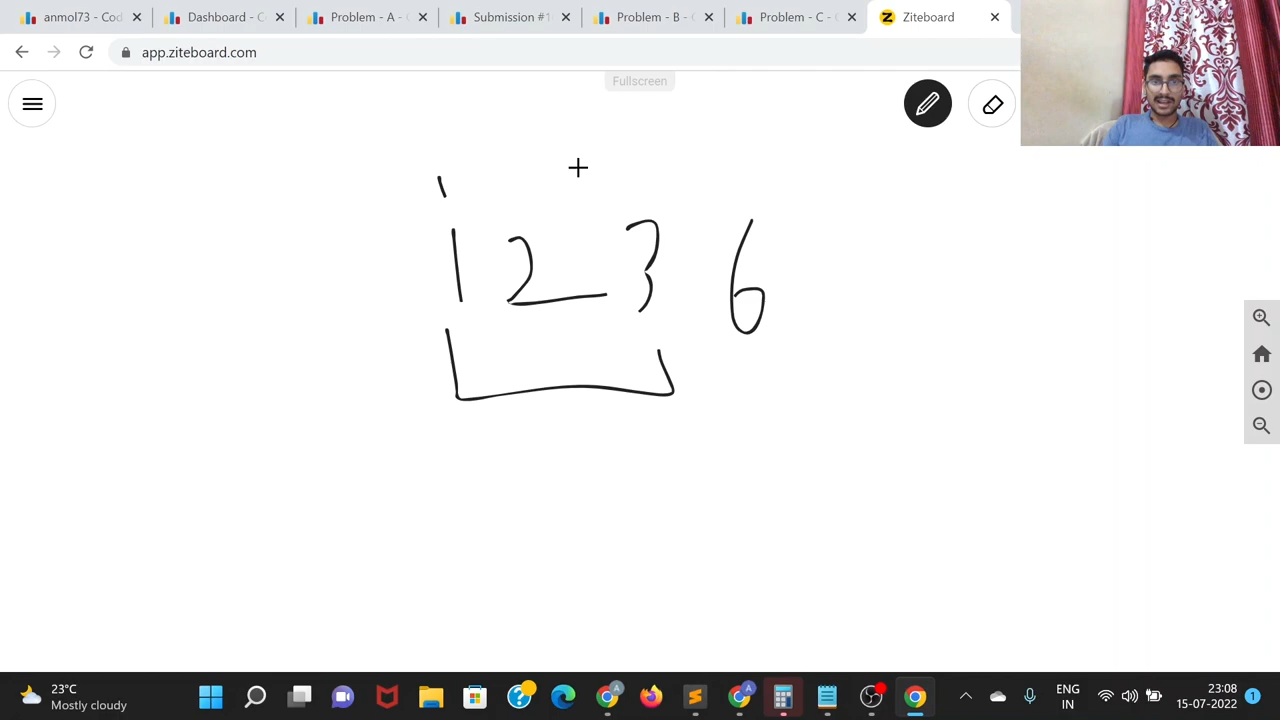 anmol73 - Cod
Dashboard - C
Problem - A - C
Submission #1
Problem - B - C
Problem - C - C
Ziteboard
app.ziteboard.com
Fullscreen
1 2 3 6
23°C
Mostly cloudy
ENG
IN
23:08
15-07-2022
1